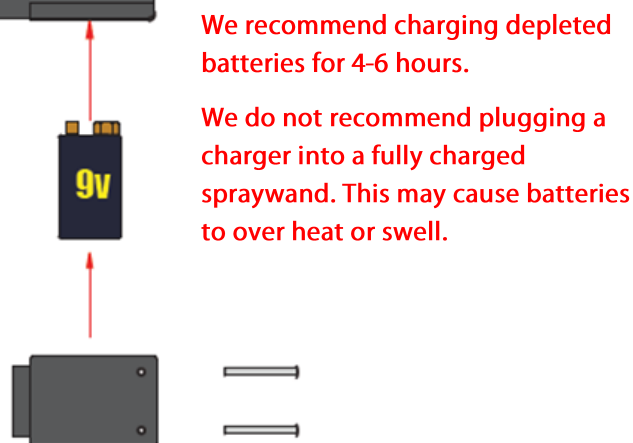 We recommend charging depleted
batteries for 4-6 hours.
We do not recommend plugging a
charger into a fully charged
spraywand. This may cause batteries
to over heat or swell.
9v